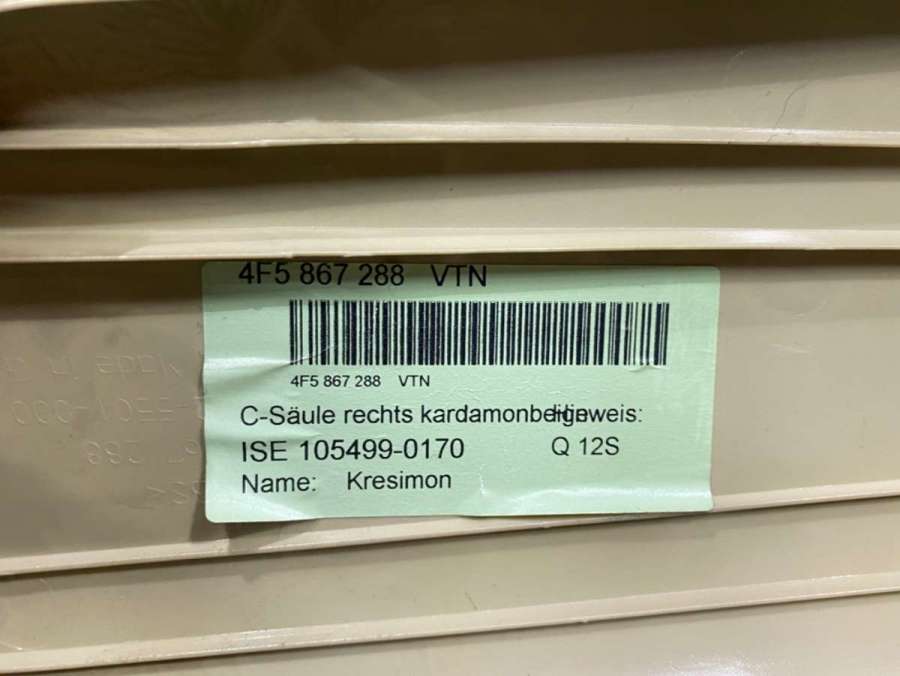 4F5 867 288 VTN
4F5 867 288 VTN
C-Säule rechts kardamonbeige Hinweis:
ISE 105499-0170 Q 12S
Name: Kresimon